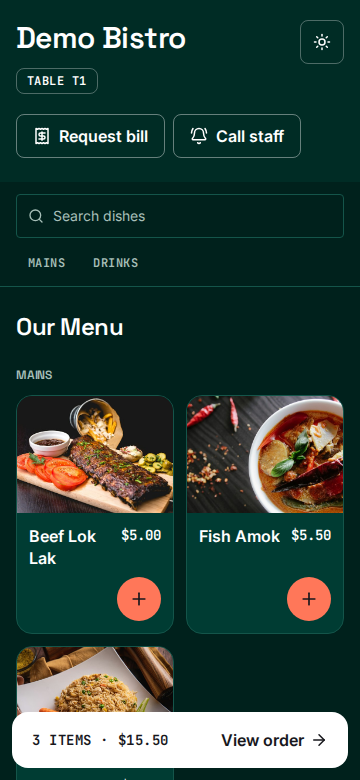 Demo Bistro
TABLE T1
Request bill
Call staff
Search dishes
MAINS DRINKS
Our Menu
MAINS
Beef Lok Lak $5.00
Fish Amok $5.50
3 ITEMS · $15.50 View order